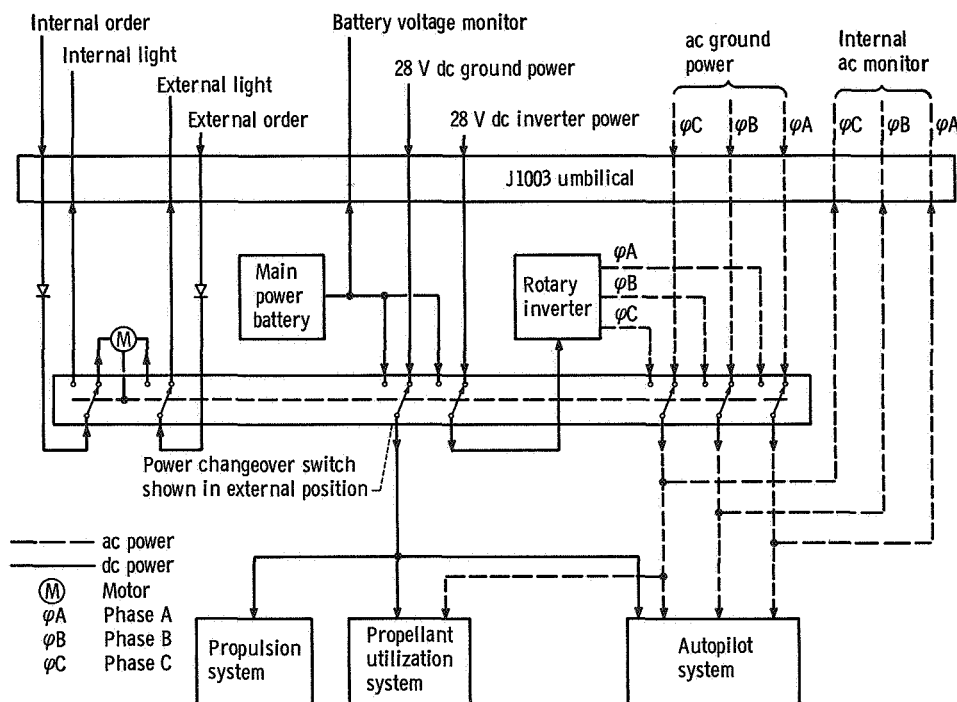 Internal order
Internal light
External light
External order
Battery voltage monitor
28 V dc ground power
28 V dc inverter power
ac ground
power
Internal
ac monitor
φC
φB
φA
φC
φB
φA
J1003 umbilical
Main
power
battery
Rotary
inverter
φA
φB
φC
M
Power changeover switch
shown in external position
ac power
dc power
M Motor
φA Phase A
φB Phase B
φC Phase C
Propulsion
system
Propellant
utilization
system
Autopilot
system